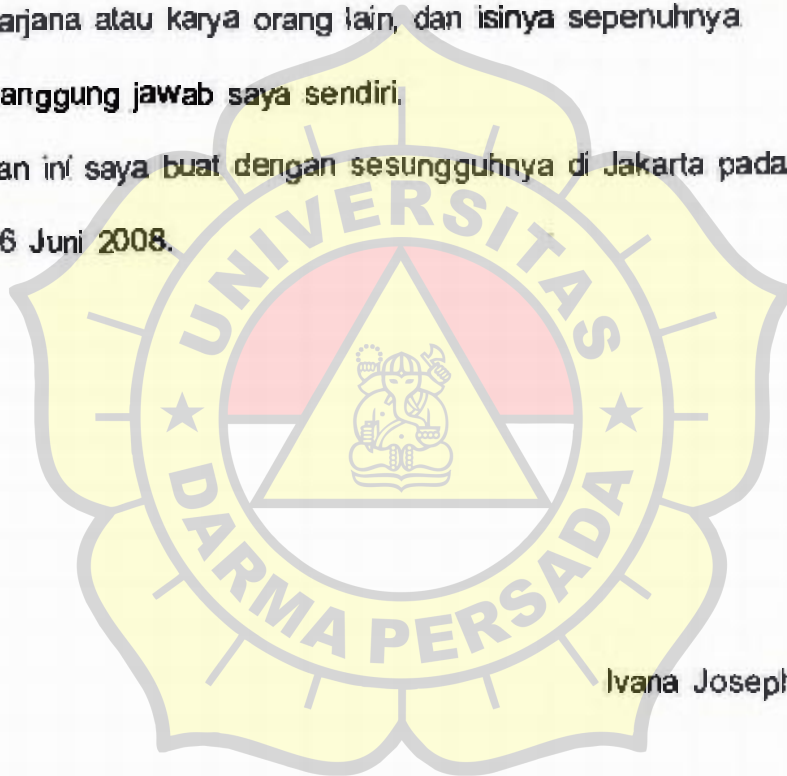 arjana atau karya orang lain, dan isinya sepenuhnya
anggung jawab saya sendiri.
an ini saya buat dengan sesungguhnya di Jakarta pada
6 Juni 2008.
UNIVERSITAS
DARMA PERSADA
Ivana Joseph